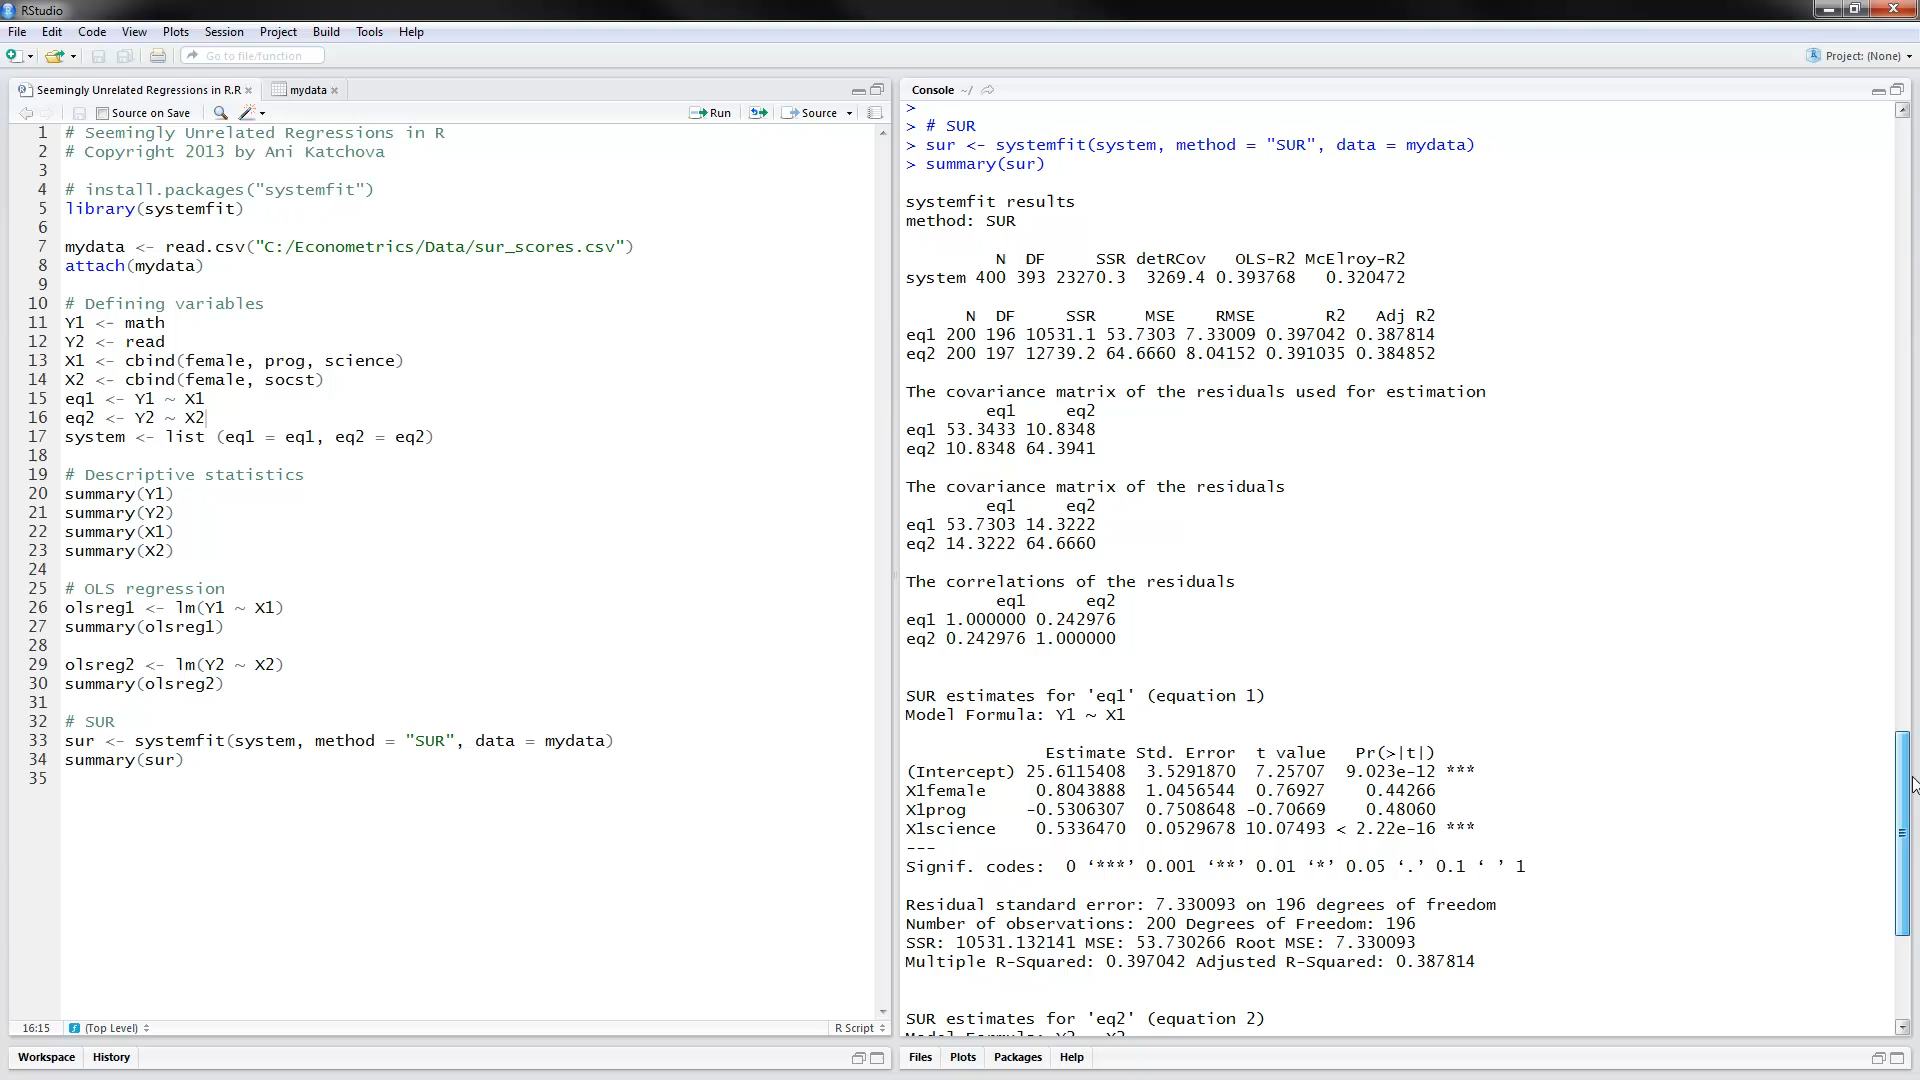 RStudio
File Edit Code View Plots Session Project Build Tools Help
Go to file/function
Project: (None)
Seemingly Unrelated Regressions in R.R
mydata
Source on Save
Run
Source
1 # Seemingly Unrelated Regressions in R
2 # Copyright 2013 by Ani Katchova
3
4 # install.packages("systemfit")
5 library(systemfit)
6
7 mydata <- read.csv("C:/Econometrics/Data/sur_scores.csv")
8 attach(mydata)
9
10 # Defining variables
11 Y1 <- math
12 Y2 <- read
13 X1 <- cbind(female, prog, science)
14 X2 <- cbind(female, socst)
15 eq1 <- Y1 ~ X1
16 eq2 <- Y2 ~ X2
17 system <- list (eq1 = eq1, eq2 = eq2)
18
19 # Descriptive statistics
20 summary(Y1)
21 summary(Y2)
22 summary(X1)
23 summary(X2)
24
25 # OLS regression
26 olsreg1 <- lm(Y1 ~ X1)
27 summary(olsreg1)
28
29 olsreg2 <- lm(Y2 ~ X2)
30 summary(olsreg2)
31
32 # SUR
33 sur <- systemfit(system, method = "SUR", data = mydata)
34 summary(sur)
35
16:15 (Top Level) R Script
Workspace History
Console ~/
>
> # SUR
> sur <- systemfit(system, method = "SUR", data = mydata)
> summary(sur)
systemfit results
method: SUR
N DF SSR detRCov OLS-R2 McElroy-R2
system 400 393 23270.3 3269.4 0.393768 0.320472
N DF SSR MSE RMSE R2 Adj R2
eq1 200 196 10531.1 53.7303 7.33009 0.397042 0.387814
eq2 200 197 12739.2 64.6660 8.04152 0.391035 0.384852
The covariance matrix of the residuals used for estimation
eq1 eq2
eq1 53.3433 10.8348
eq2 10.8348 64.3941
The covariance matrix of the residuals
eq1 eq2
eq1 53.7303 14.3222
eq2 14.3222 64.6660
The correlations of the residuals
eq1 eq2
eq1 1.000000 0.242976
eq2 0.242976 1.000000
SUR estimates for 'eq1' (equation 1)
Model Formula: Y1 ~ X1
Estimate Std. Error t value Pr(>|t|)
(Intercept) 25.6115408 3.5291870 7.25707 9.023e-12 ***
X1female 0.8043888 1.0456544 0.76927 0.44266
X1prog -0.5306307 0.7508648 -0.70669 0.48060
X1science 0.5336470 0.0529678 10.07493 < 2.22e-16 ***
---
Signif. codes: 0 ‘***’ 0.001 ‘**’ 0.01 ‘*’ 0.05 ‘.’ 0.1 ‘ ’ 1
Residual standard error: 7.330093 on 196 degrees of freedom
Number of observations: 200 Degrees of Freedom: 196
SSR: 10531.132141 MSE: 53.730266 Root MSE: 7.330093
Multiple R-Squared: 0.397042 Adjusted R-Squared: 0.387814
SUR estimates for 'eq2' (equation 2)
Files Plots Packages Help